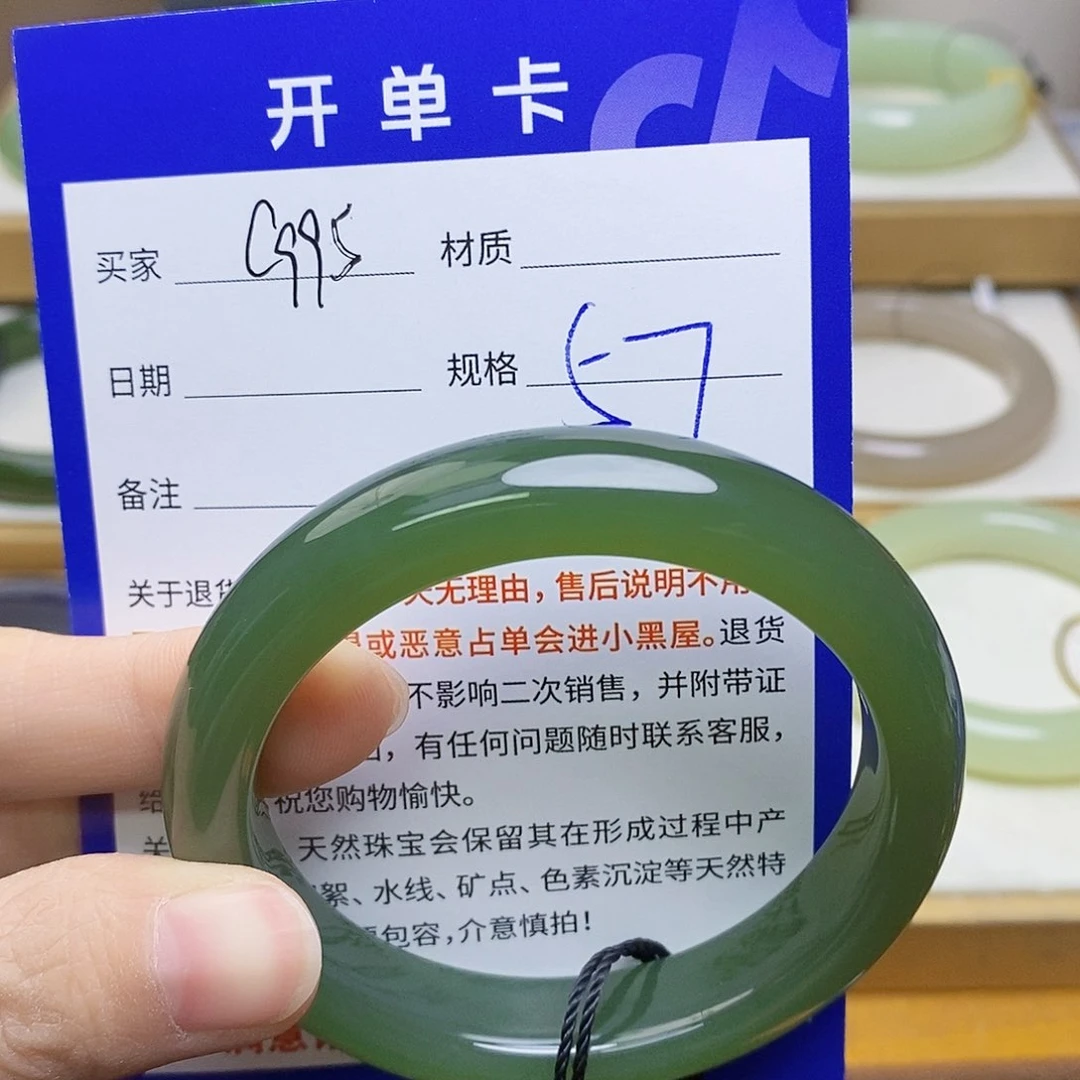 开单卡
买家 C995 材质
日期 规格 57
备注
关于退货 天无理由，售后说明不用
或恶意占单会进小黑屋。退货
不影响二次销售，并附带证
，有任何问题随时联系客服，
给 祝您购物愉快。
关 天然珠宝会保留其在形成过程中产
絮、水线、矿点、色素沉淀等天然特
包容，介意慎拍！